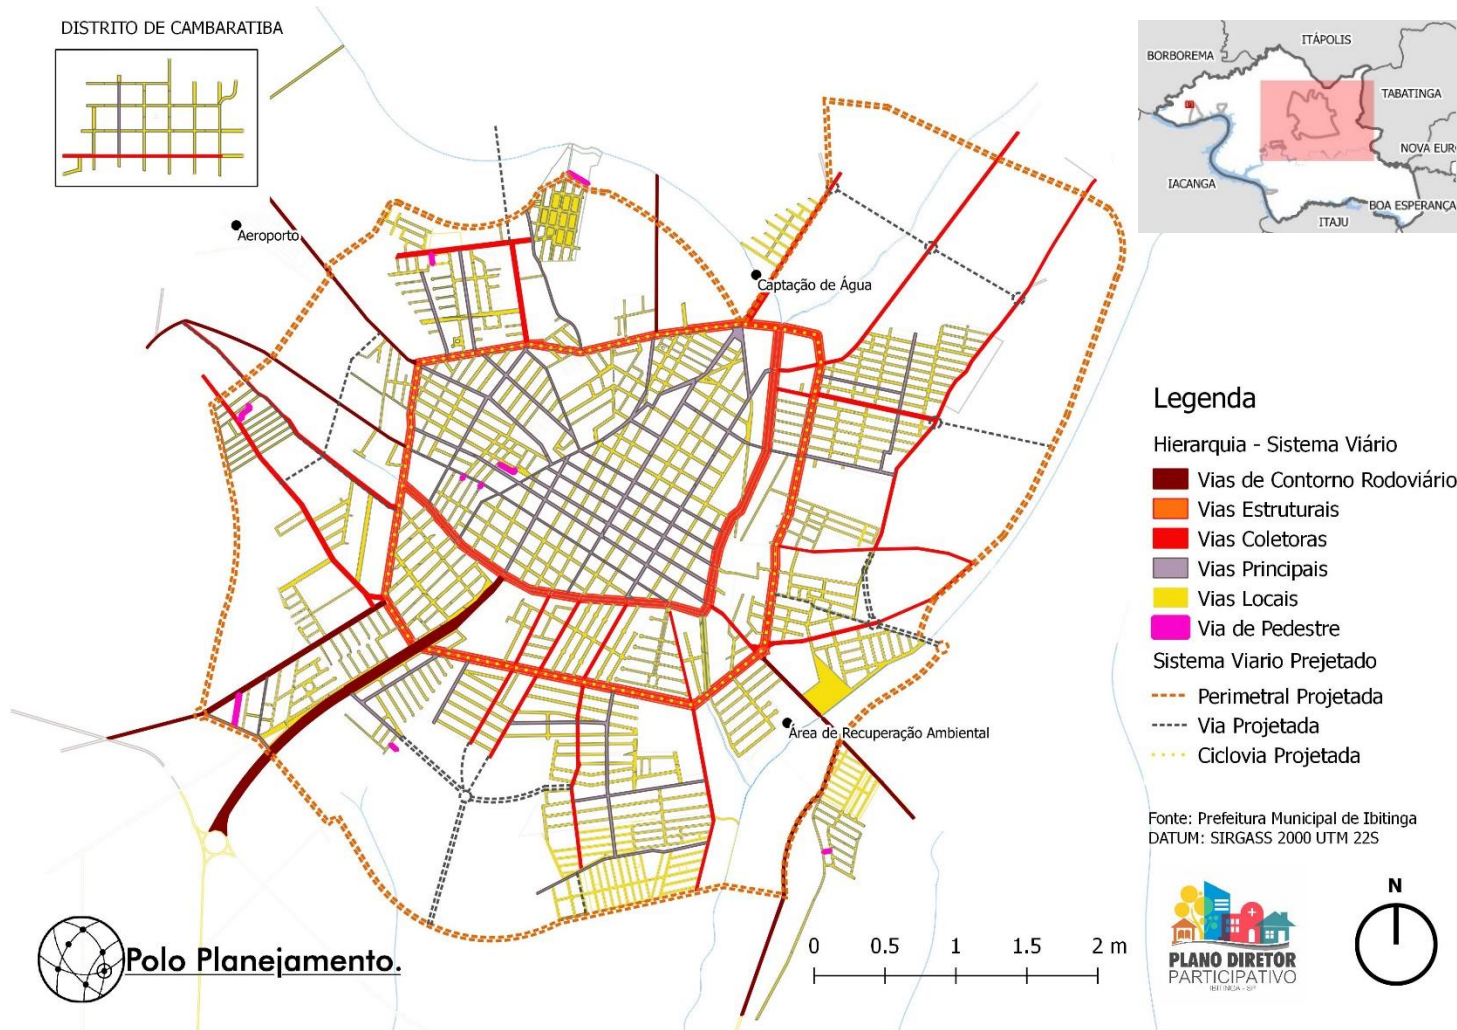 DISTRITO DE CAMBARATIBA
Aeroporto
Captação de Água
Área de Recuperação Ambiental
ITÁPOLIS
BORBOREMA
TABATINGA
NOVA EUR
IACANGA
BOA ESPERANÇA
ITAJU
Legenda
Hierarquia - Sistema Viário
Vias de Contorno Rodoviário
Vias Estruturais
Vias Coletoras
Vias Principais
Vias Locais
Via de Pedestre
Sistema Viario Prejetado
Perimetral Projetada
Via Projetada
Ciclovia Projetada
Fonte: Prefeitura Municipal de Ibitinga
DATUM: SIRGASS 2000 UTM 22S
PLANO DIRETOR
PARTICIPATIVO
IBITINGA - SP
N
0 0.5 1 1.5 2 m
Polo Planejamento.